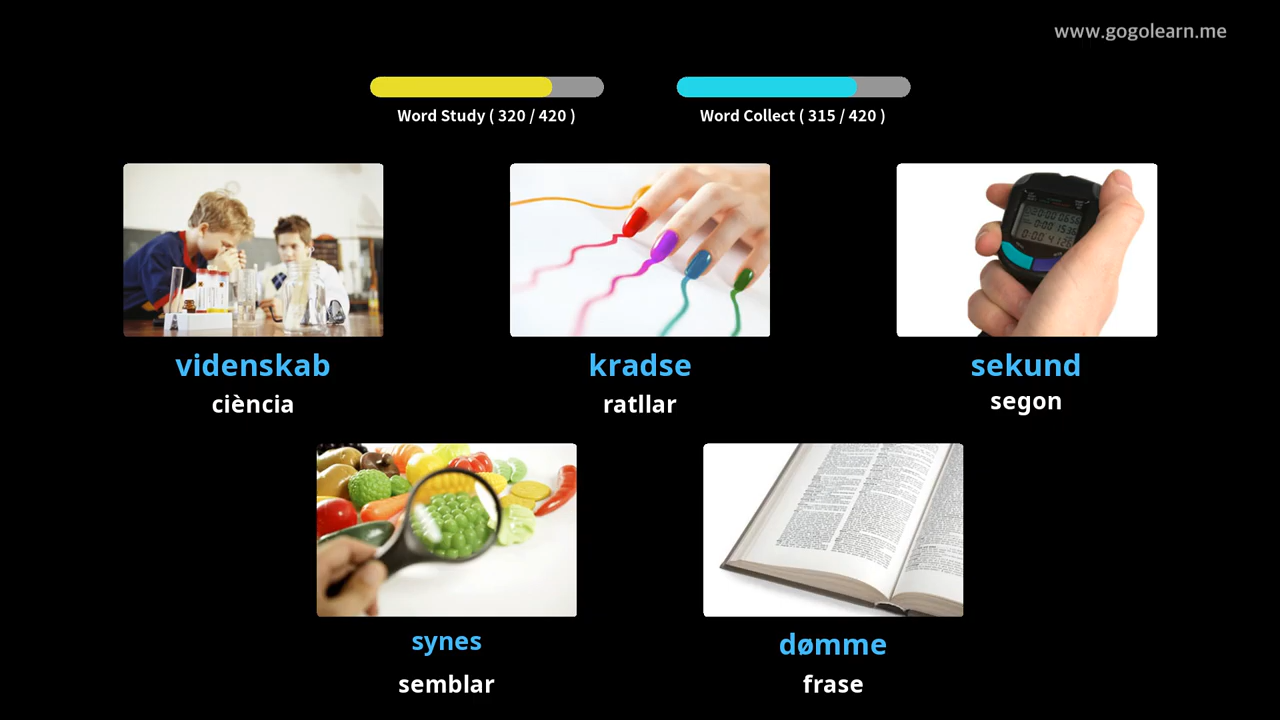 www.gogolearn.me
Word Study ( 320 / 420 )
Word Collect ( 315 / 420 )
videnskab
ciència
kradse
ratllar
sekund
segon
synes
semblar
dømme
frase